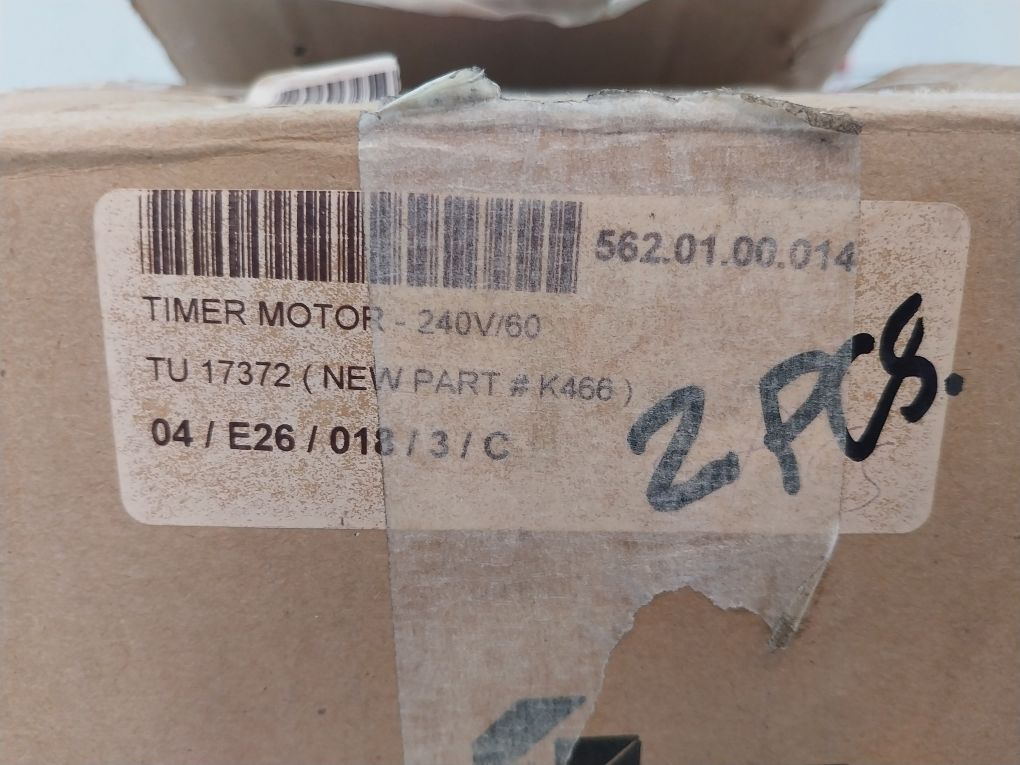 562.01.00.014
TIMER MOTOR - 240V/60
TU 17372 ( NEW PART # K466 )
04 / E26 / 018 / 3 / C
2 PCS.